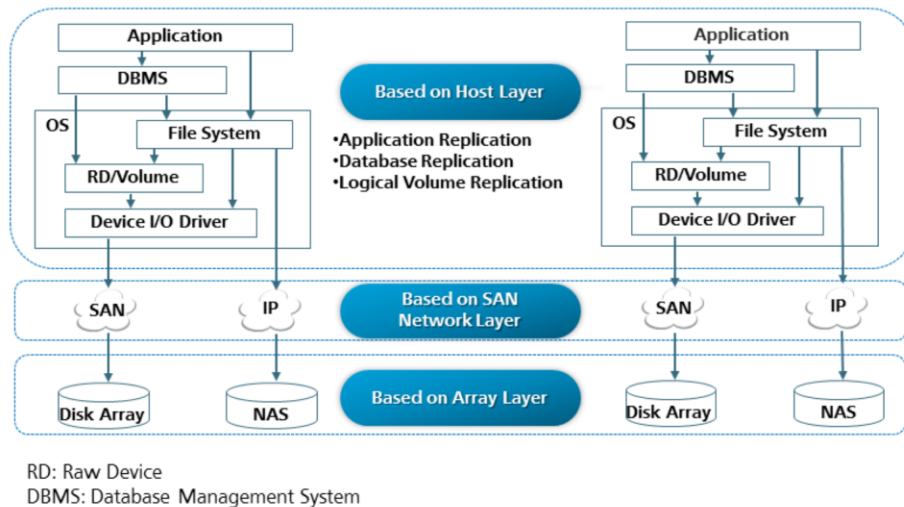 Application
DBMS
OS
File System
RD/Volume
Device I/O Driver
SAN
IP
Disk Array
NAS
Based on Host Layer
•Application Replication
•Database Replication
•Logical Volume Replication
Based on SAN
Network Layer
Based on Array Layer
Application
DBMS
OS
File System
RD/Volume
Device I/O Driver
SAN
IP
Disk Array
NAS
RD: Raw Device
DBMS: Database Management System